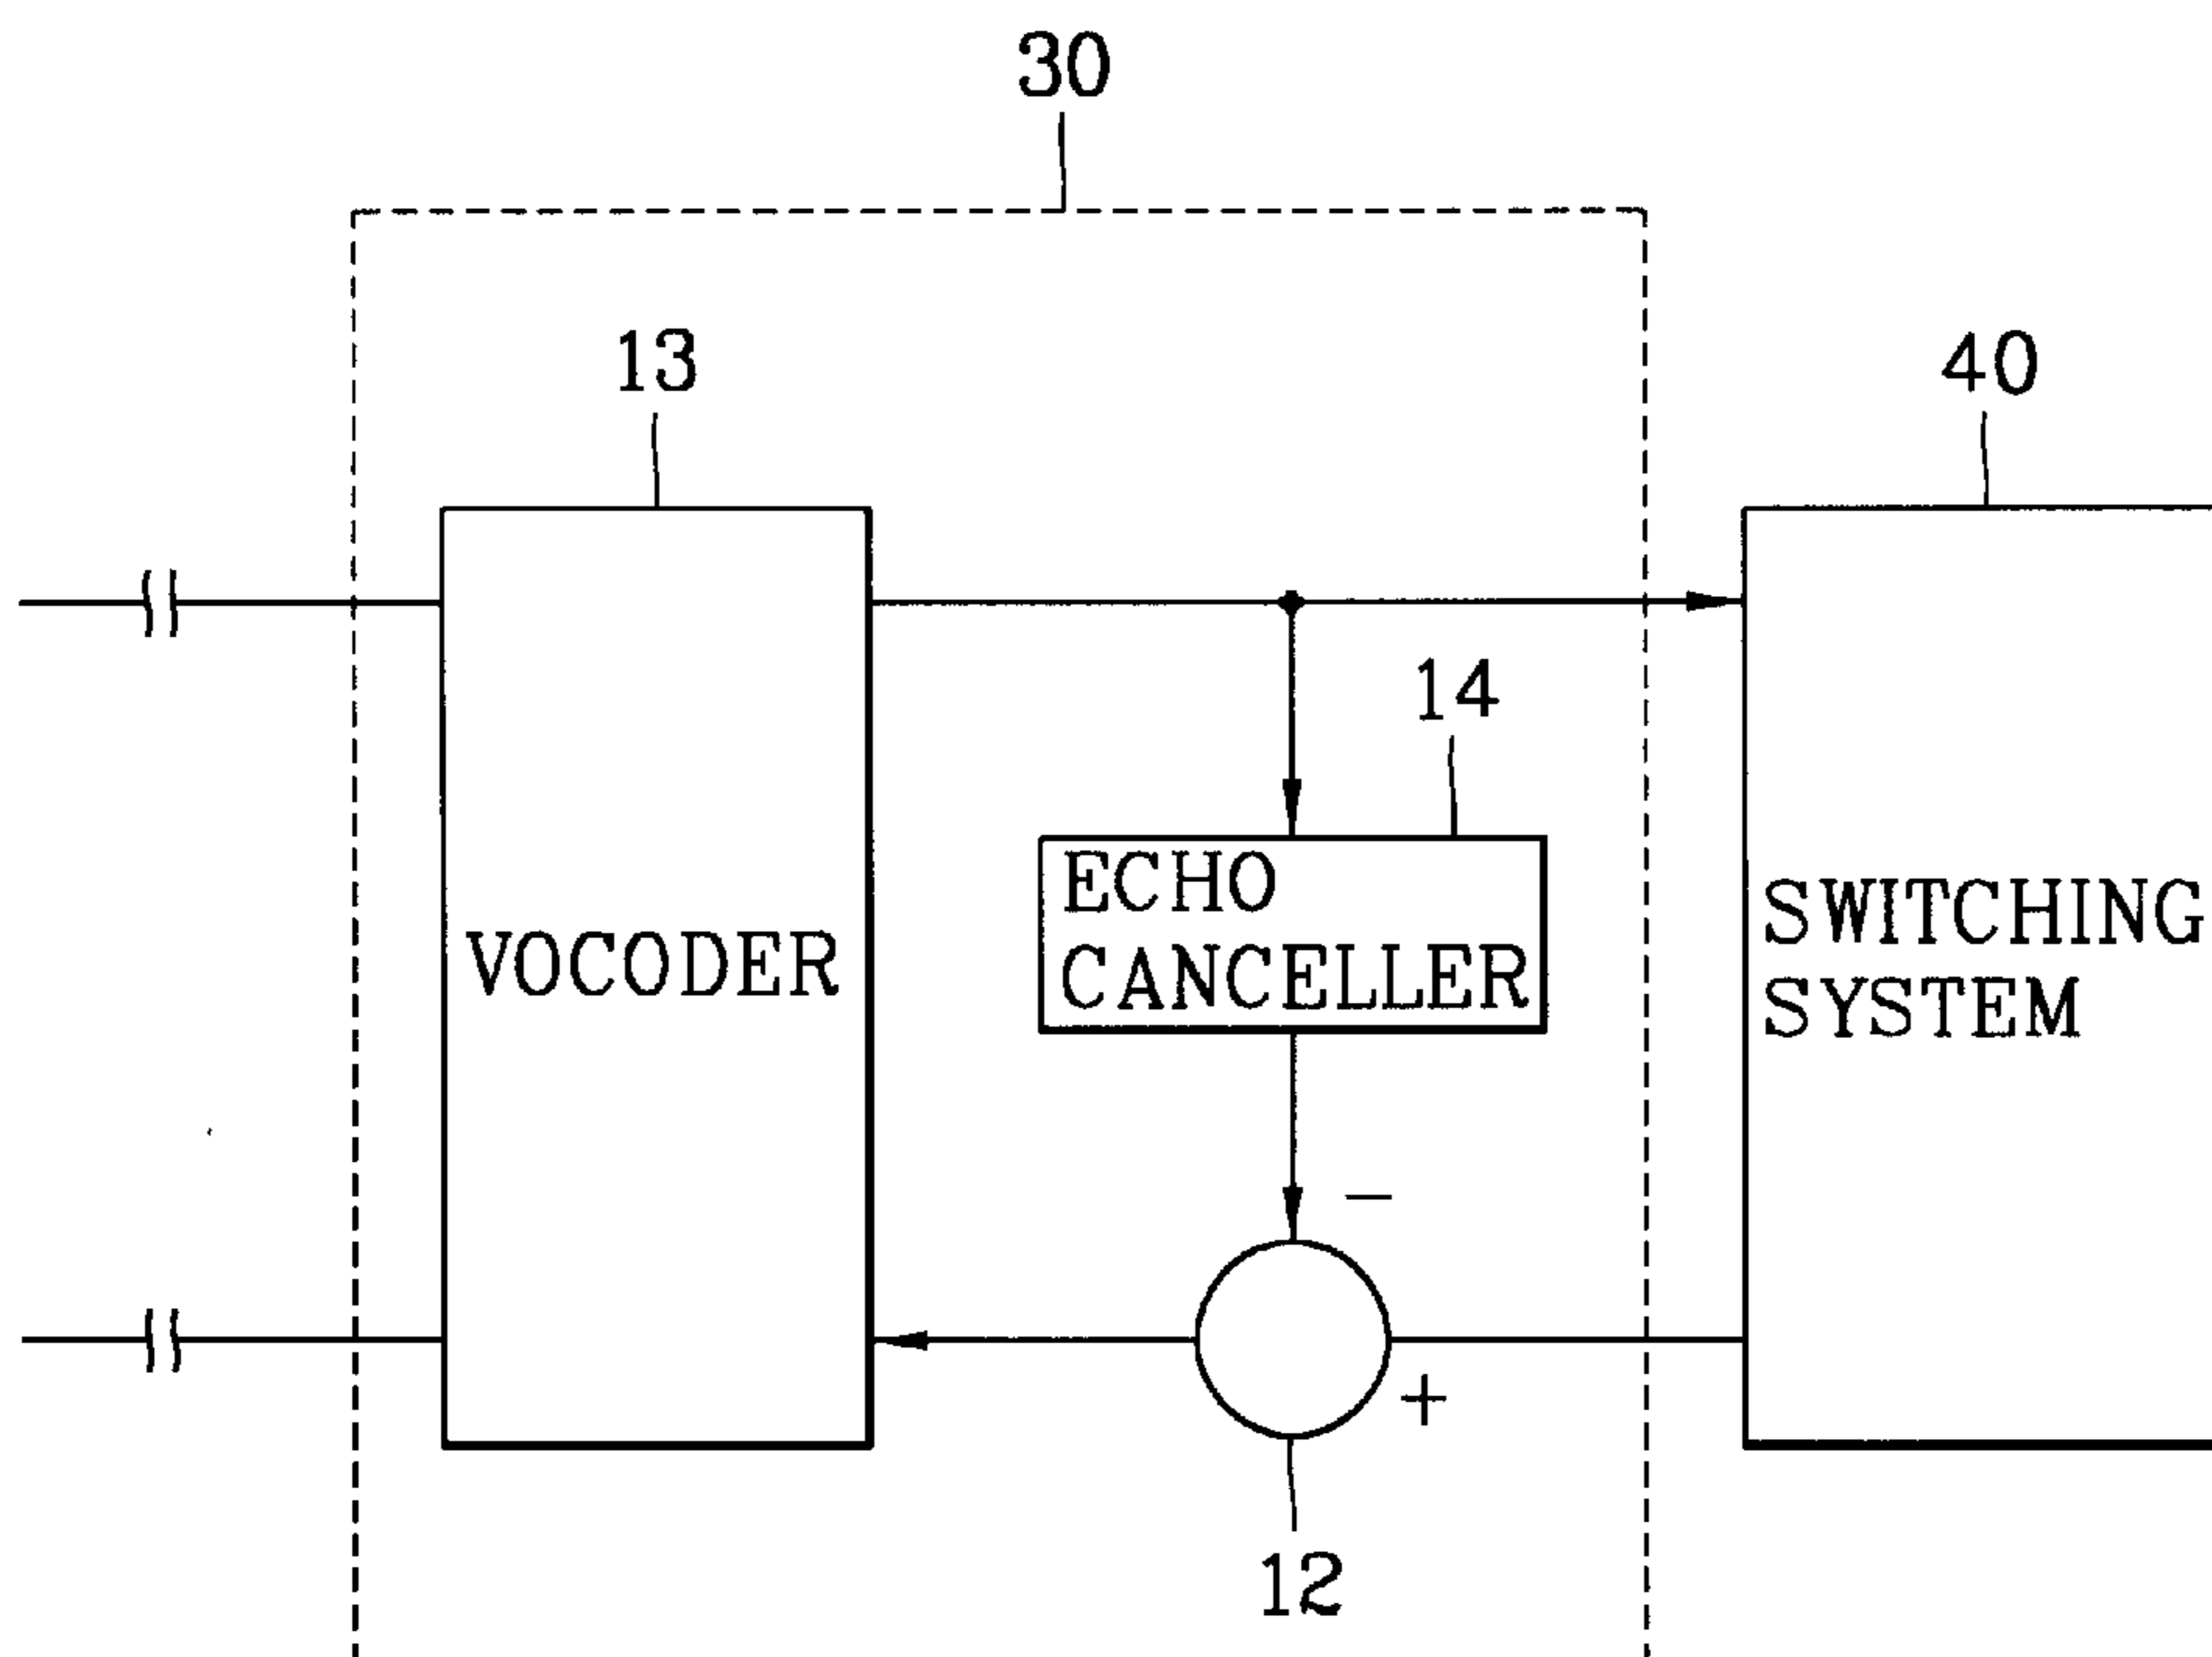 30
13
40
14
ECHO
CANCELLER
VOCODER
SWITCHING
SYSTEM
−
+
12